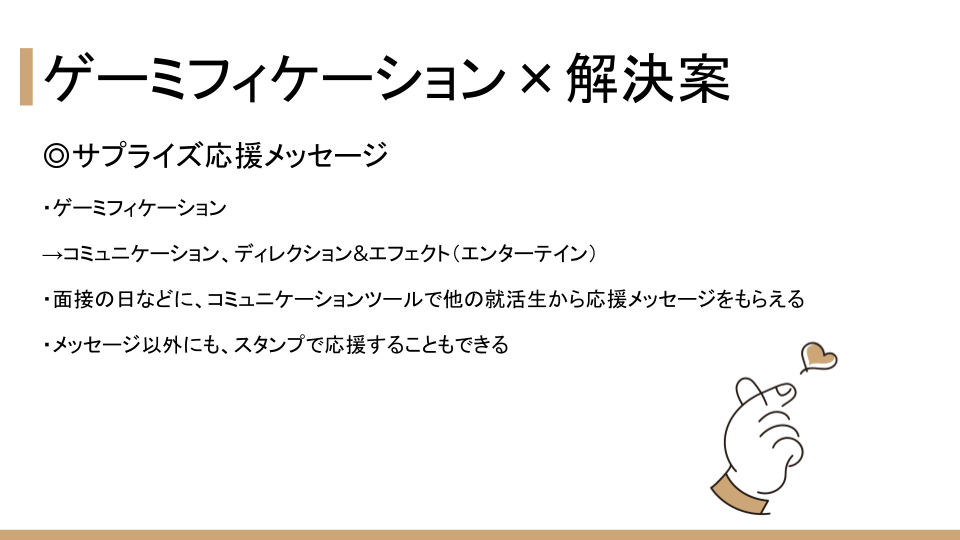 ゲーミフィケーション×解決案
◎サプライズ応援メッセージ
・ゲーミフィケーション
→コミュニケーション、ディレクション&エフェクト（エンターテイン）
・面接の日などに、コミュニケーションツールで他の就活生から応援メッセージをもらえる
・メッセージ以外にも、スタンプで応援することもできる